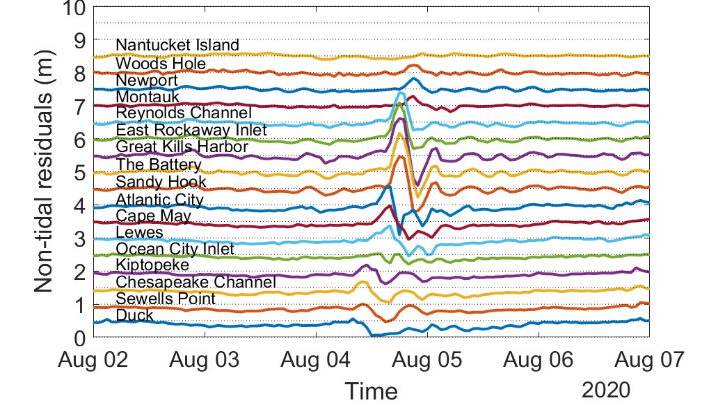 10
9
8
7
6
5
4
3
2
1
0
Non-tidal residuals (m)
Nantucket Island
Woods Hole
Newport
Montauk
Reynolds Channel
East Rockaway Inlet
Great Kills Harbor
The Battery
Sandy Hook
Atlantic City
Cape May
Lewes
Ocean City Inlet
Kiptopeke
Chesapeake Channel
Sewells Point
Duck
Aug 02 Aug 03 Aug 04 Aug 05 Aug 06 Aug 07
Time
2020